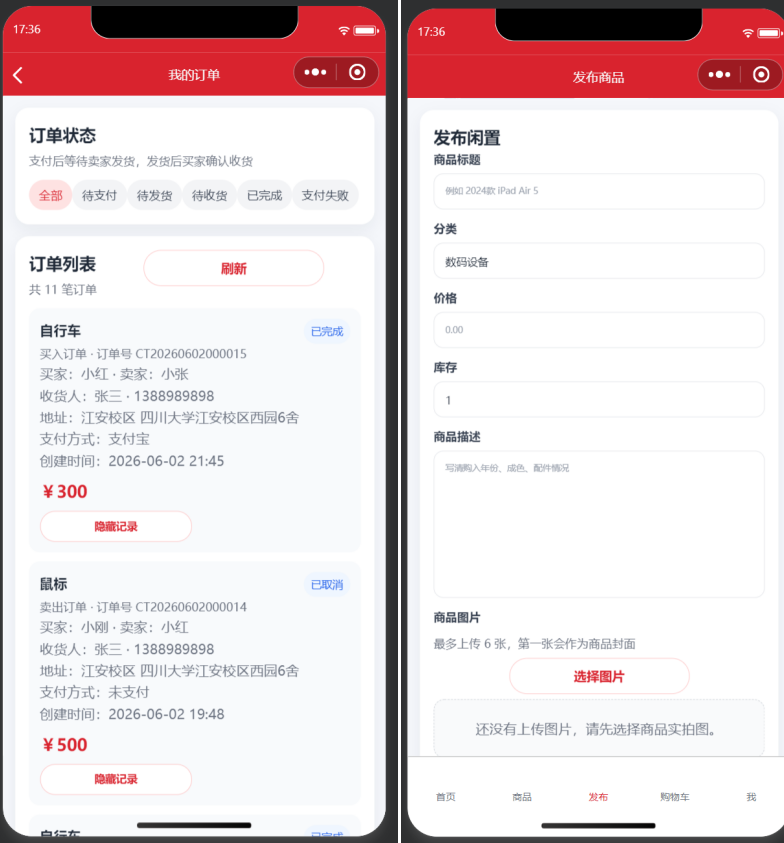 17:36
我的订单
订单状态
支付后等待卖家发货，发货后买家确认收货
全部 待支付 待发货 待收货 已完成 支付失败
订单列表
刷新
共 11 笔订单
自行车
已完成
买入订单 · 订单号 CT20260602000015
买家：小红 · 卖家：小张
收货人：张三 · 1388989898
地址：江安校区 四川大学江安校区西园6舍
支付方式：支付宝
创建时间：2026-06-02 21:45
￥300
隐藏记录
鼠标
已取消
卖出订单 · 订单号 CT20260602000014
买家：小刚 · 卖家：小红
收货人：张三 · 1388989898
地址：江安校区 四川大学江安校区西园6舍
支付方式：未支付
创建时间：2026-06-02 19:48
￥500
隐藏记录
自行车
已完成
17:36
发布商品
发布闲置
商品标题
例如 2024款 iPad Air 5
分类
数码设备
价格
0.00
库存
1
商品描述
写清购入年份、成色、配件情况
商品图片
最多上传 6 张，第一张会作为商品封面
选择图片
还没有上传图片，请先选择商品实拍图。
首页 商品 发布 购物车 我